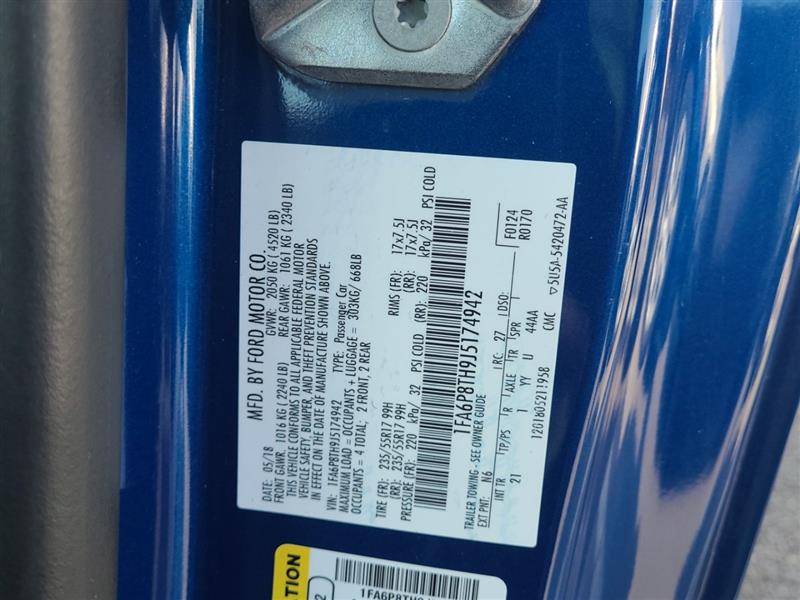 MFD. BY FORD MOTOR CO.
DATE: 05/18 GVWR: 2050 KG ( 4520 LB)
FRONT GAWR: 1016 KG ( 2240 LB) REAR GAWR: 1061 KG ( 2340 LB)
THIS VEHICLE CONFORMS TO ALL APPLICABLE FEDERAL MOTOR
VEHICLE SAFETY, BUMPER, AND THEFT PREVENTION STANDARDS
IN EFFECT ON THE DATE OF MANUFACTURE SHOWN ABOVE.
VIN: 1FA6P8TH9J5174942 TYPE: Passenger Car
MAXIMUM LOAD = OCCUPANTS + LUGGAGE = 303KG/ 668LB
OCCUPANTS = 4 TOTAL; 2 FRONT, 2 REAR
TIRE (FR): 235/55R17 99H RIMS (FR): 17x7.5J
(RR): 235/55R17 99H (RR): 17x7.5J
PRESSURE (FR): 220 kPa/ 32 PSI COLD (RR): 220 kPa/ 32 PSI COLD
1FA6P8TH9J5174942
TRAILER TOWING - SEE OWNER GUIDE
EXT PNT: N6 RC: 27 DSO: F0124
R0170
INT TR TP/PS R AXLE TR SPR
21 I YY U 44AA
1201805211958 CMC ▽5U5A-5420472-AA